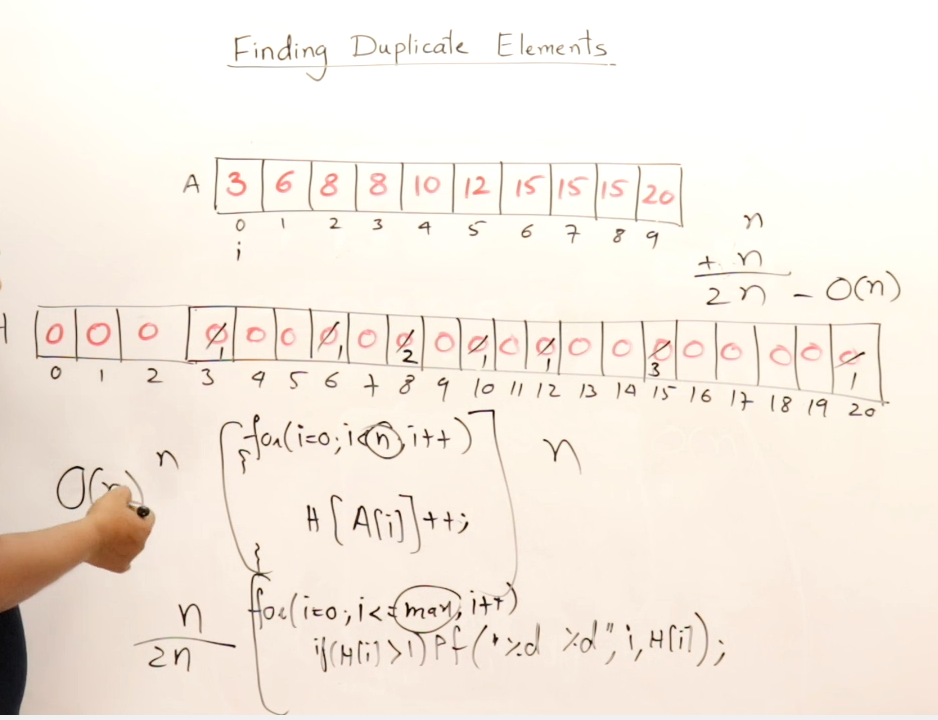 Finding Duplicate Elements
A 3 6 8 8 10 12 15 15 15 20
0 1 2 3 4 5 6 7 8 9
i
n
+ n
2n - O(n)
H 0 0 0 0 0 0 0 0 0 0 0 0 0 0 0 0 0 0 0 0 0
1 1 2 1 1 3 1
0 1 2 3 4 5 6 7 8 9 10 11 12 13 14 15 16 17 18 19 20
for(i=0; i<n; i++)
{
n
n
O(n)
H[A[i]]++;
}
for(i=0; i<=max; i++)
if(H[i]>1) Pf("%d %d", i, H[i]);
n
2n